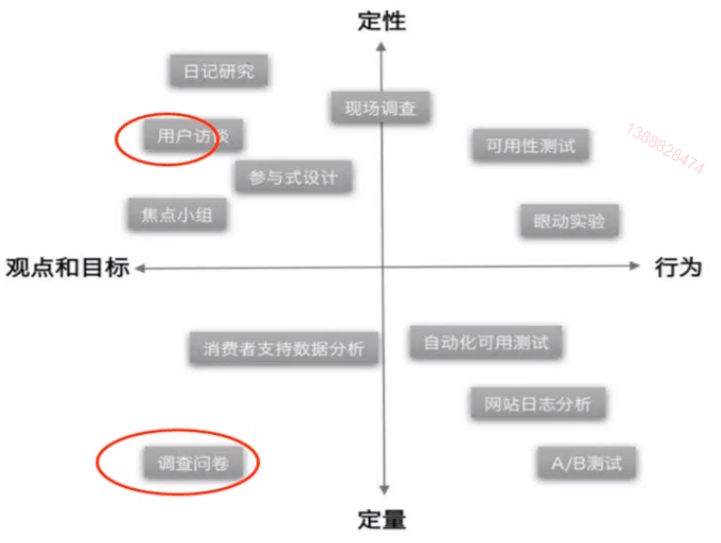 定性
日记研究
现场调查
用户访谈
可用性测试
1388828474
参与式设计
焦点小组
眼动实验
观点和目标
行为
消费者支持数据分析
自动化可用测试
网站日志分析
调查问卷
A/B测试
定量